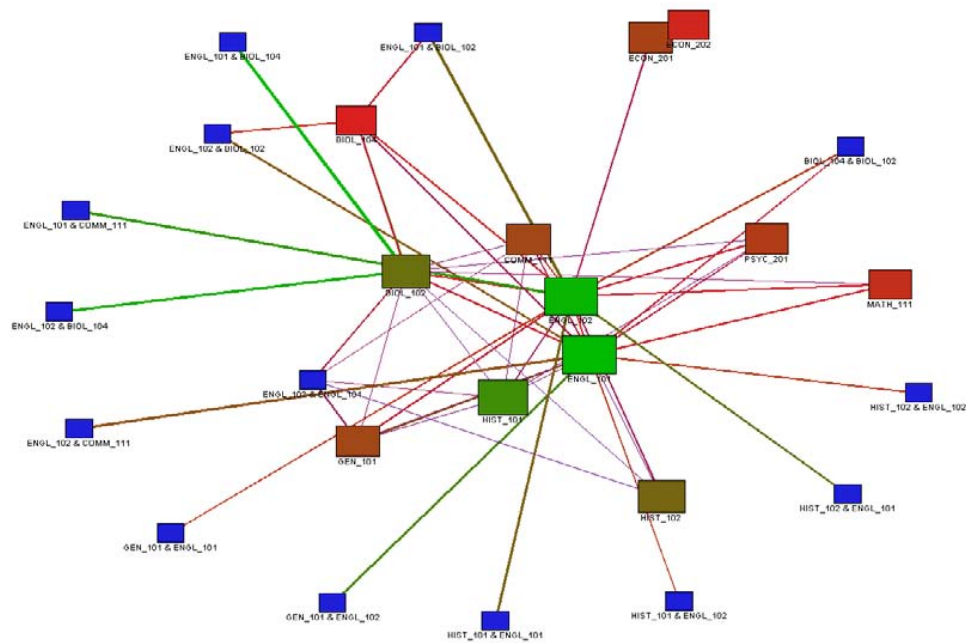 ECON_202
ENGL_101 & BIOL_102
ENGL_101 & BIOL_104
ECON_201
BIOL_104
ENGL_102 & BIOL_102
BIOL_104 & BIOL_102
ENGL_101 & COMM_111
COMM_111
PSYC_201
BIOL_102
MATH_111
ENGL_102 & BIOL_104
ENGL_102
ENGL_101
ENGL_102 & ENGL_104
HIST_102 & ENGL_102
HIST_101
ENGL_102 & COMM_111
GEN_101
HIST_102 & ENGL_101
HIST_102
GEN_101 & ENGL_101
GEN_101 & ENGL_102
HIST_101 & ENGL_102
HIST_101 & ENGL_101